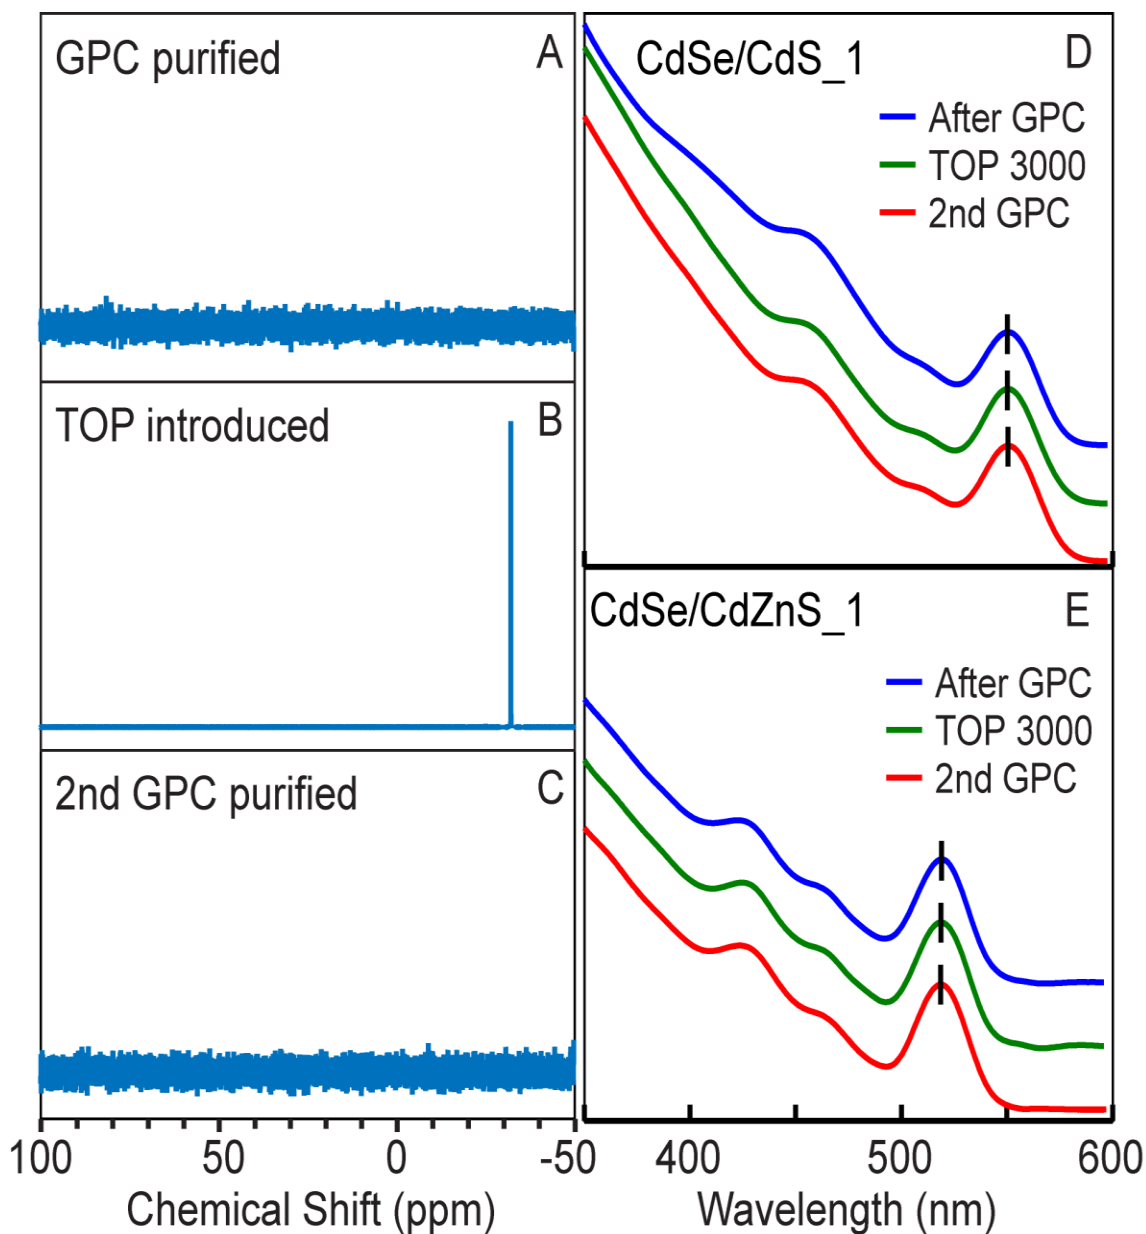 GPC purified
A
TOP introduced
B
2nd GPC purified
C
100
50
0
-50
Chemical Shift (ppm)
CdSe/CdS_1
D
After GPC
TOP 3000
2nd GPC
CdSe/CdZnS_1
E
After GPC
TOP 3000
2nd GPC
400
500
600
Wavelength (nm)